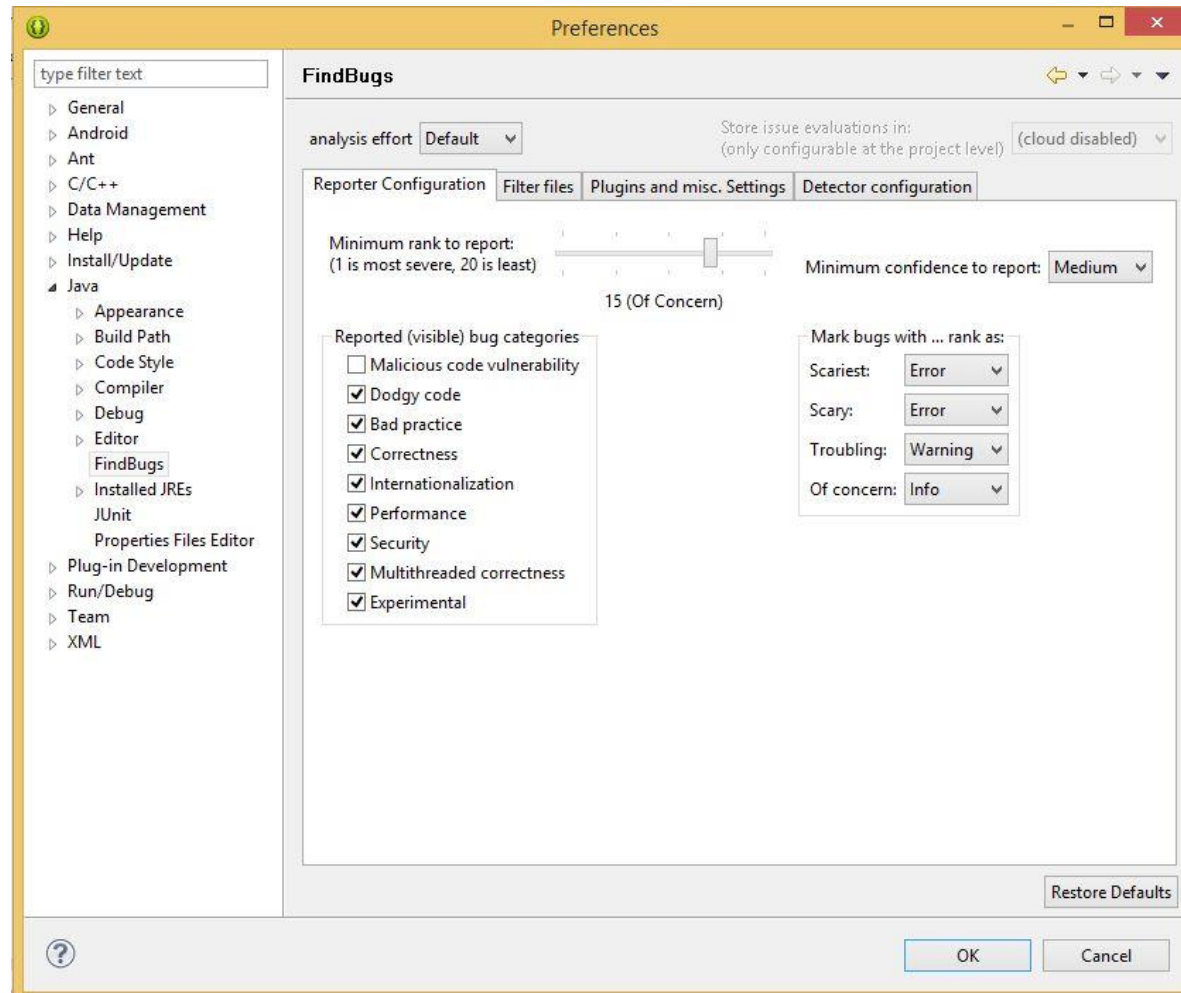 Preferences
type filter text
General
Android
Ant
C/C++
Data Management
Help
Install/Update
Java
Appearance
Build Path
Code Style
Compiler
Debug
Editor
FindBugs
Installed JREs
JUnit
Properties Files Editor
Plug-in Development
Run/Debug
Team
XML
FindBugs
analysis effort Default
Store issue evaluations in:
(only configurable at the project level)
(cloud disabled)
Reporter Configuration Filter files Plugins and misc. Settings Detector configuration
Minimum rank to report:
(1 is most severe, 20 is least)
15 (Of Concern)
Minimum confidence to report: Medium
Reported (visible) bug categories
Malicious code vulnerability
Dodgy code
Bad practice
Correctness
Internationalization
Performance
Security
Multithreaded correctness
Experimental
Mark bugs with ... rank as:
Scariest: Error
Scary: Error
Troubling: Warning
Of concern: Info
Restore Defaults
?
OK Cancel